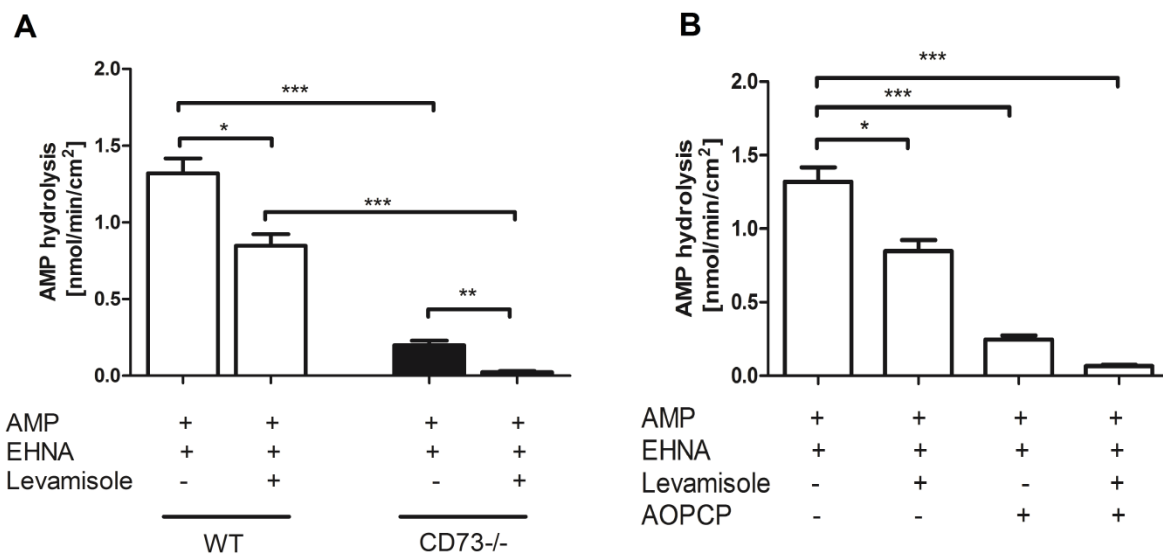 A
AMP hydrolysis
[nmol/min/cm²]
2.0
1.5
1.0
0.5
0.0
***
*
***
**
AMP + + + +
EHNA + + + +
Levamisole - + - +
WT CD73-/-
B
AMP hydrolysis
[nmol/min/cm²]
2.0
1.5
1.0
0.5
0.0
***
***
*
AMP + + + +
EHNA + + + +
Levamisole - + - +
AOPCP - - + +